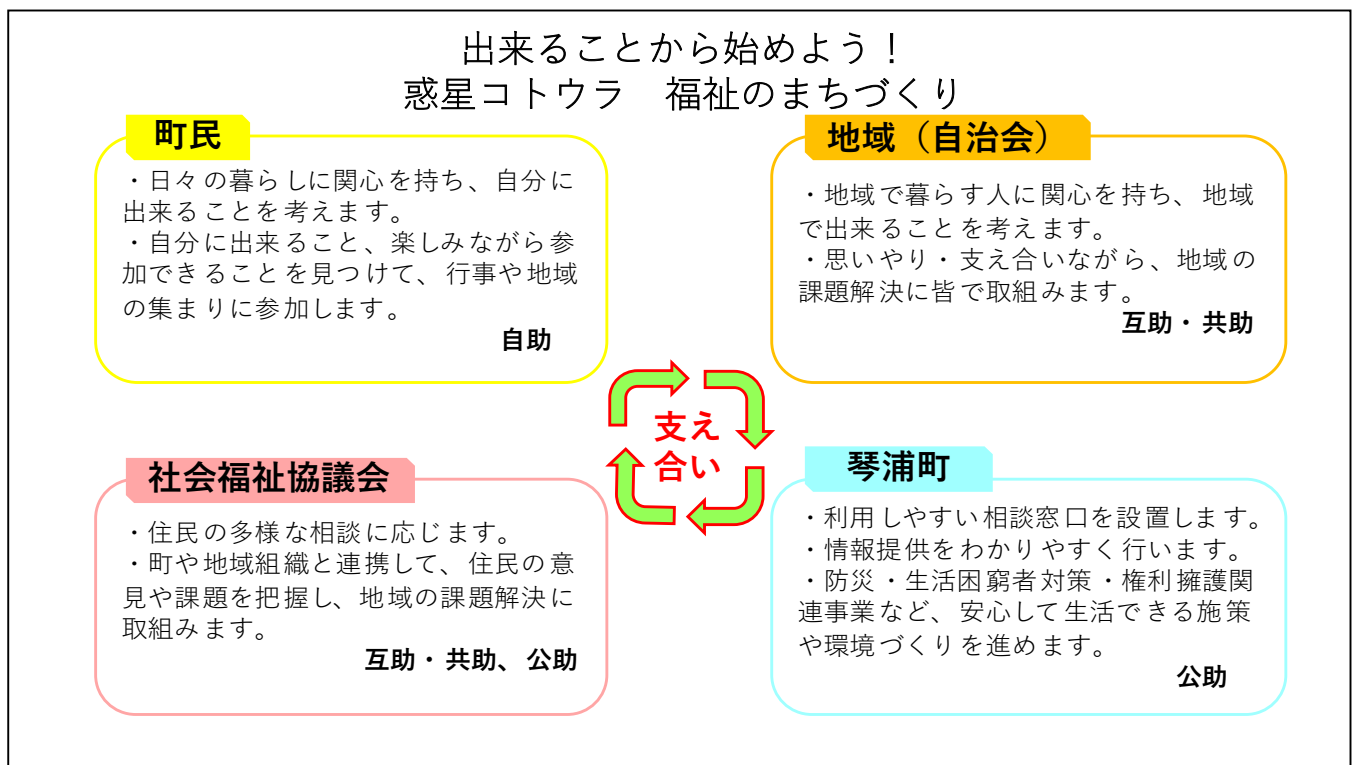 出来ることから始めよう！
惑星コトウラ　福祉のまちづくり
町民
・日々の暮らしに関心を持ち、自分に
出来ることを考えます。
・自分に出来ること、楽しみながら参
加できることを見つけて、行事や地域
の集まりに参加します。
自助
地域（自治会）
・地域で暮らす人に関心を持ち、地域
で出来ることを考えます。
・思いやり・支え合いながら、地域の
課題解決に皆で取組みます。
互助・共助
支え
合い
社会福祉協議会
・住民の多様な相談に応じます。
・町や地域組織と連携して、住民の意
見や課題を把握し、地域の課題解決に
取組みます。
互助・共助、公助
琴浦町
・利用しやすい相談窓口を設置します。
・情報提供をわかりやすく行います。
・防災・生活困窮者対策・権利擁護関
連事業など、安心して生活できる施策
や環境づくりを進めます。
公助